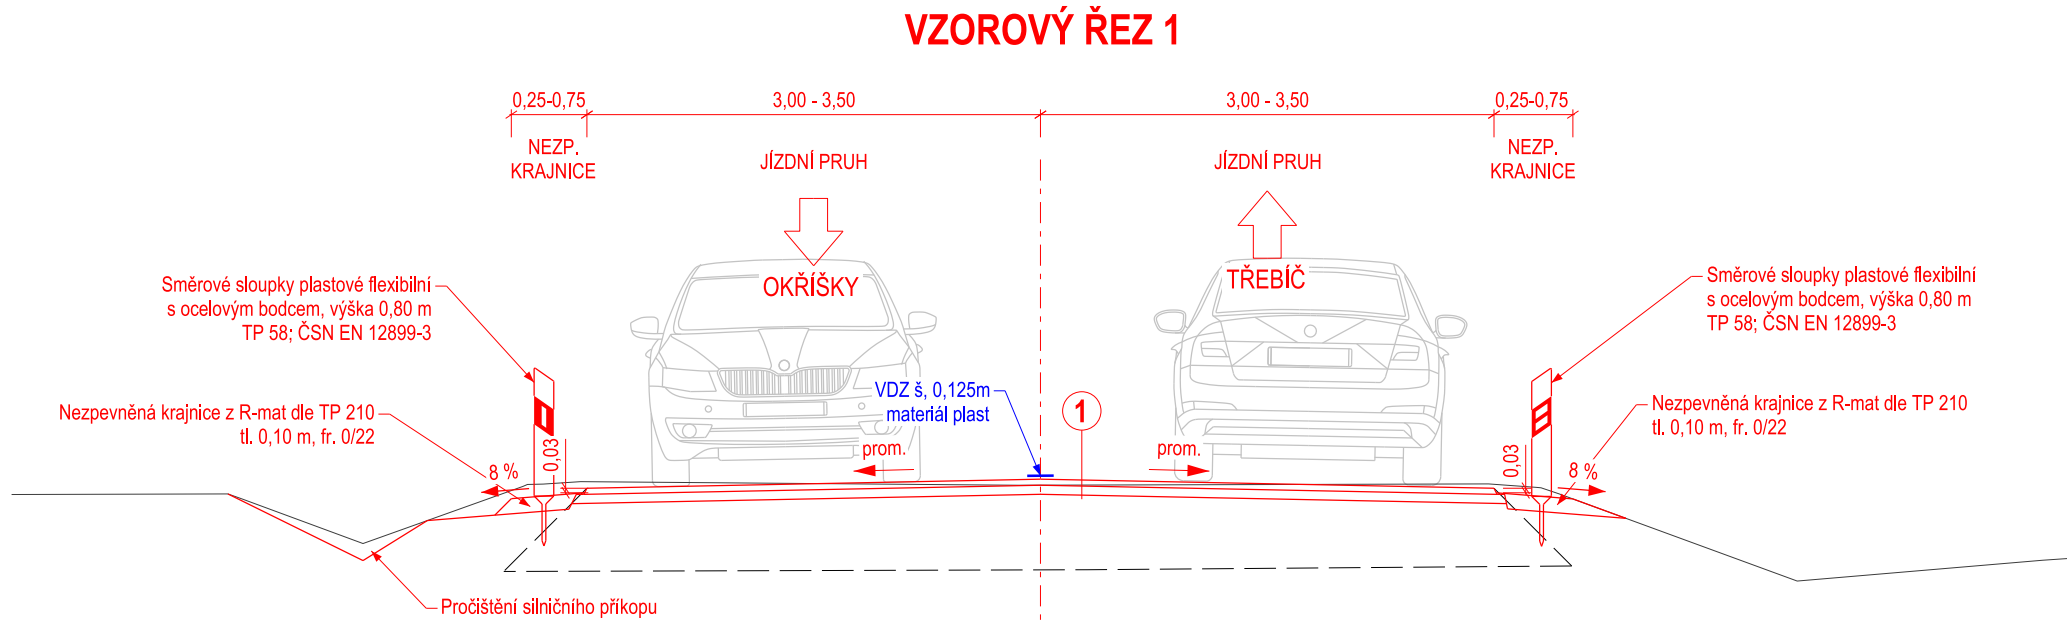 VZOROVÝ ŘEZ 1
0,25-0,75
3,00 - 3,50
3,00 - 3,50
0,25-0,75
NEZP.
KRAJNICE
JÍZDNÍ PRUH
JÍZDNÍ PRUH
NEZP.
KRAJNICE
OKŘÍŠKY
TŘEBÍČ
Směrové sloupky plastové flexibilní
s ocelovým bodcem, výška 0,80 m
TP 58; ČSN EN 12899-3
Směrové sloupky plastové flexibilní
s ocelovým bodcem, výška 0,80 m
TP 58; ČSN EN 12899-3
Nezpevněná krajnice z R-mat dle TP 210
tl. 0,10 m, fr. 0/22
VDZ š, 0,125m
materiál plast
1
Nezpevněná krajnice z R-mat dle TP 210
tl. 0,10 m, fr. 0/22
8 %
0,03
prom.
prom.
0,03
8 %
Pročištění silničního příkopu